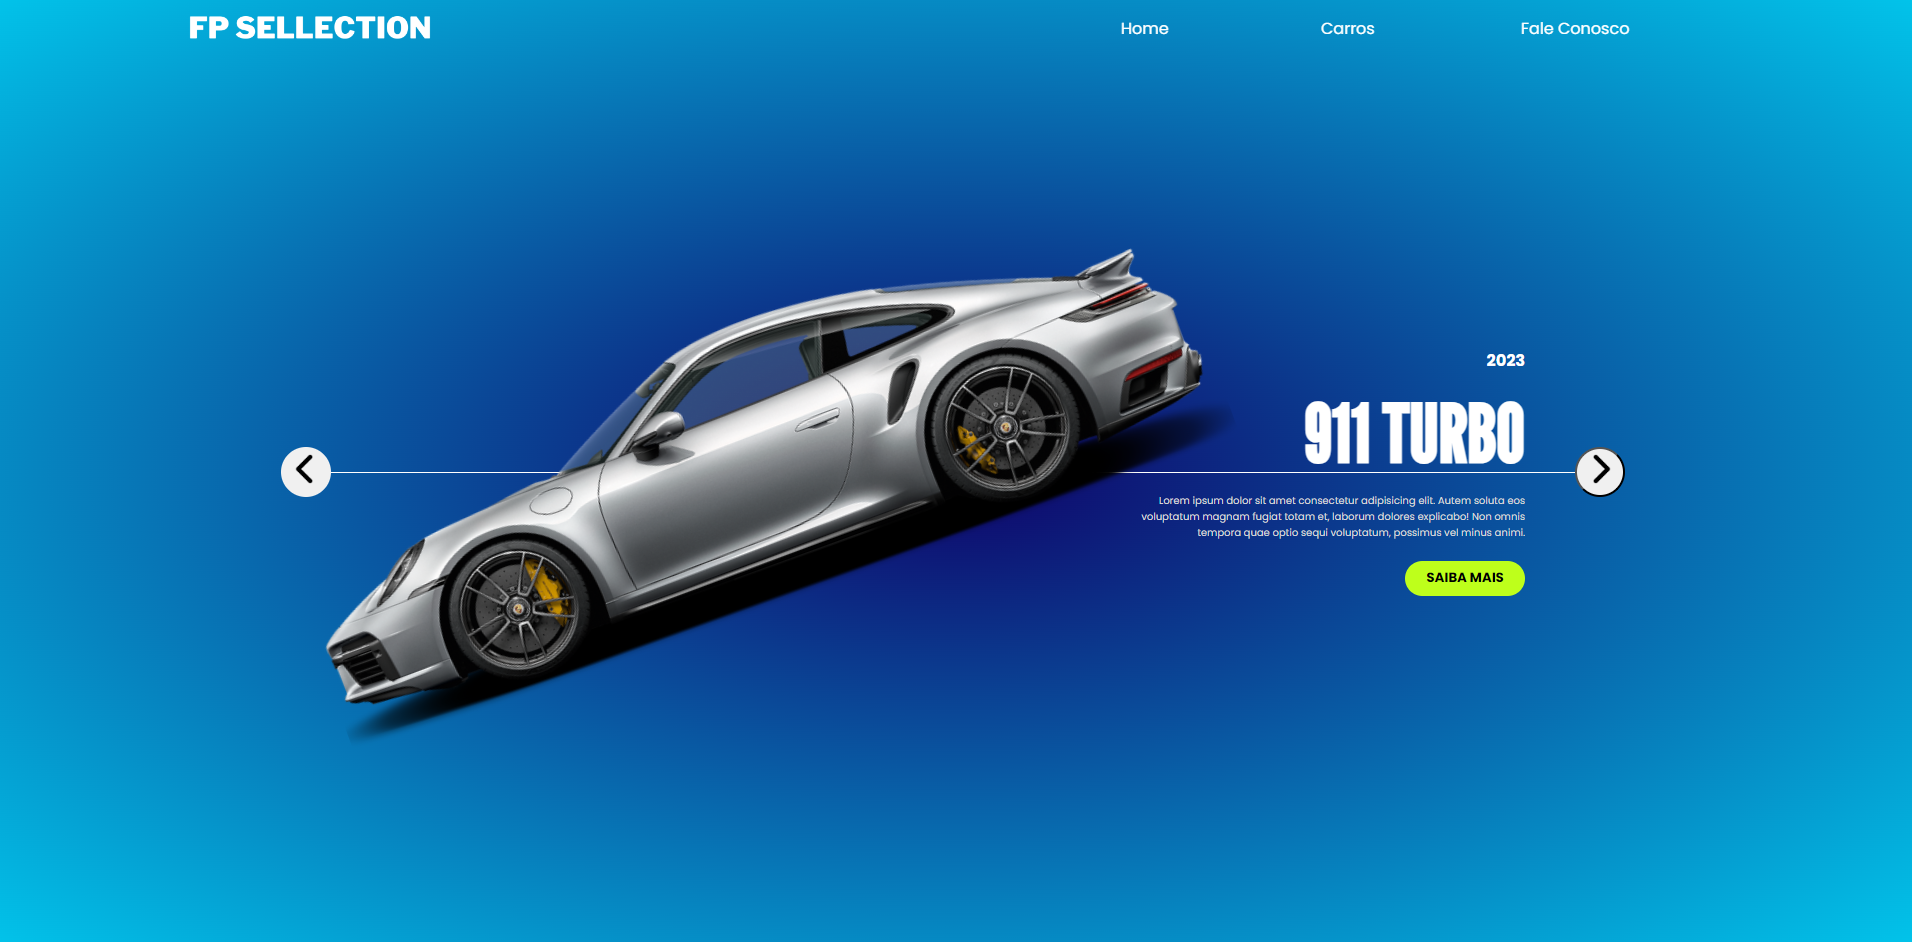 FP SELLECTION
Home
Carros
Fale Conosco
2023
911 TURBO
Lorem ipsum dolor sit amet consectetur adipisicing elit. Autem soluta eos
voluptatum magnam fugiat totam et, laborum dolores explicabo! Non omnis
tempora quae optio sequi voluptatum, possimus vel minus animi.
SAIBA MAIS